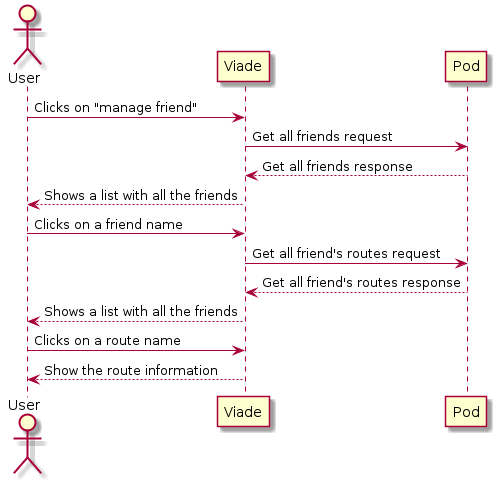 User
Viade
Pod
Clicks on "manage friend"
Get all friends request
Get all friends response
Shows a list with all the friends
Clicks on a friend name
Get all friend's routes request
Get all friend's routes response
Shows a list with all the friends
Clicks on a route name
Show the route information
User
Viade
Pod